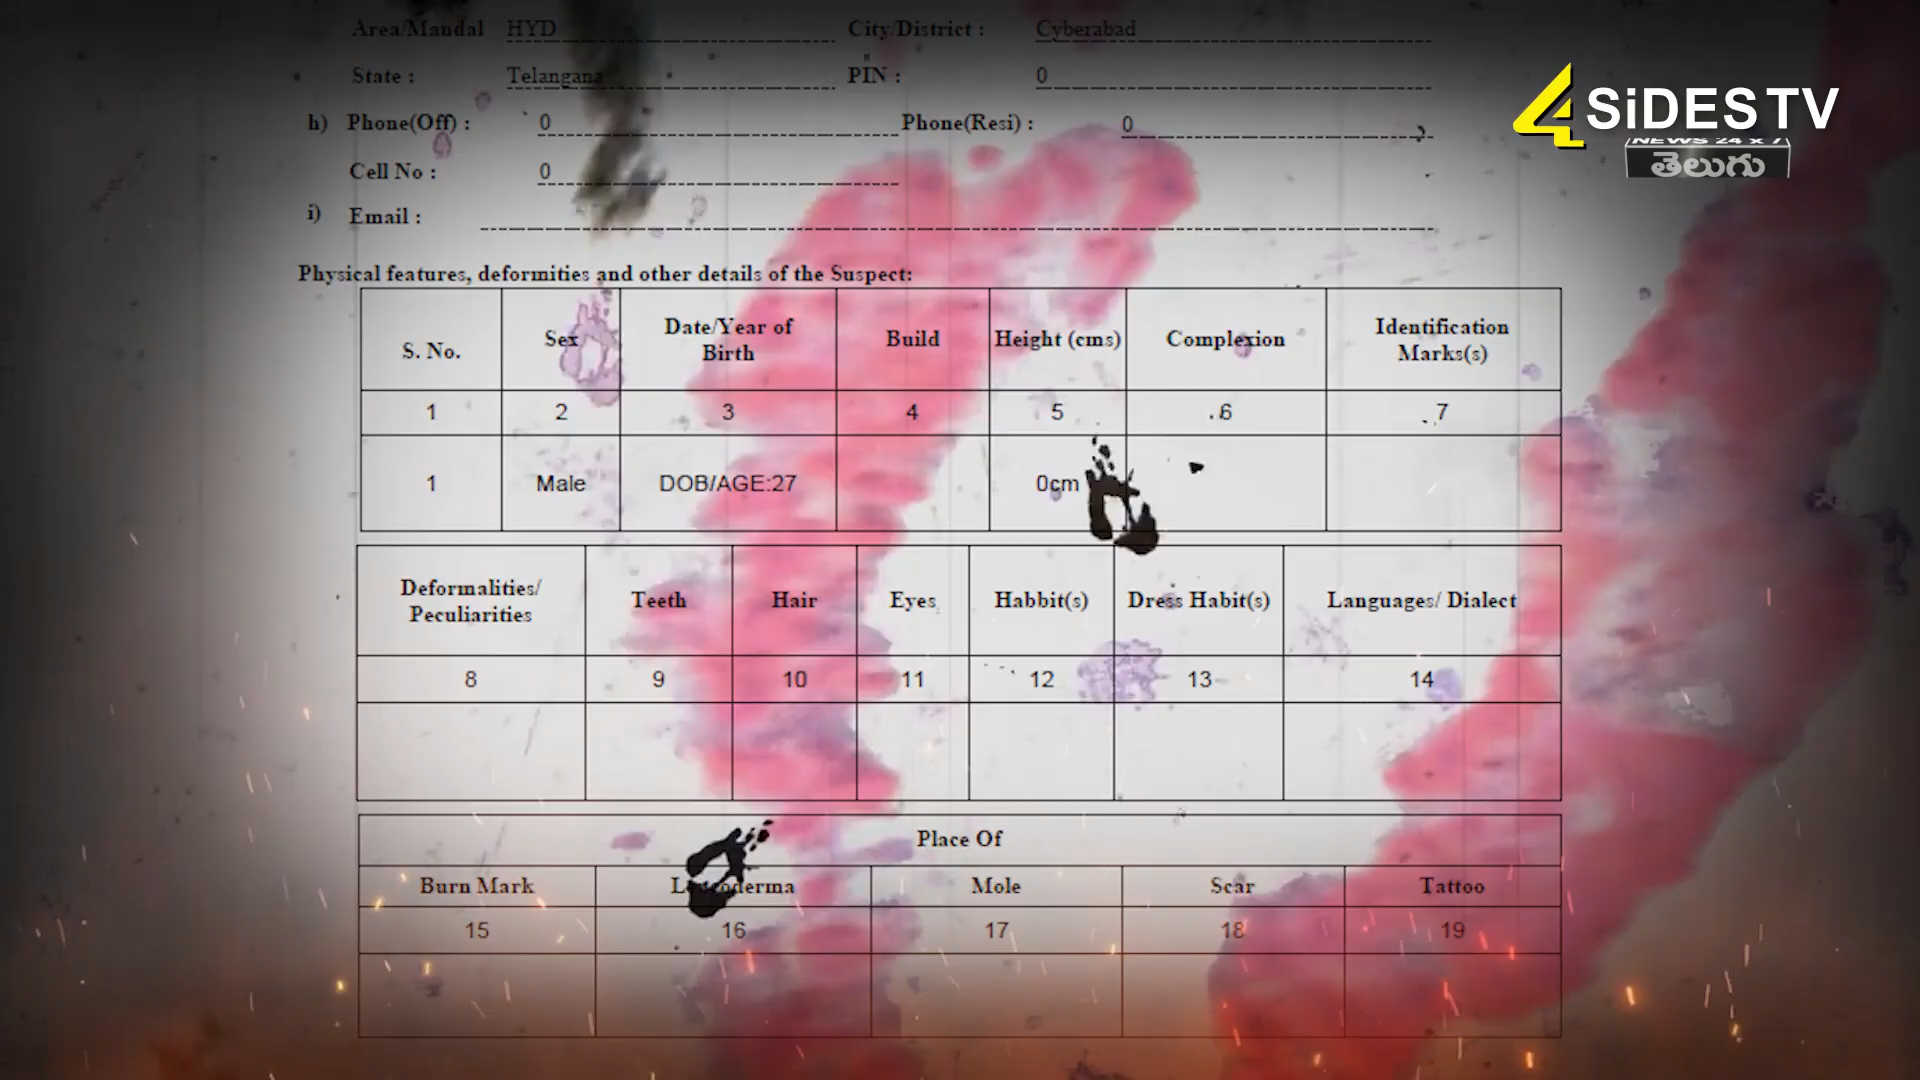 Area/Mandal HYD City/District : Cyberabad
State : Telangana PIN : 0
h) Phone(Off) : 0 Phone(Resi) : 0
Cell No : 0
i) Email :
Physical features, deformities and other details of the Suspect:
S. No. Sex Date/Year of Birth Build Height (cms) Complexion Identification Marks(s)
1 2 3 4 5 6 7
1 Male DOB/AGE:27 0cm
Deformalities/ Peculiarities Teeth Hair Eyes Habbit(s) Dress Habit(s) Languages/ Dialect
8 9 10 11 12 13 14
Place Of
Burn Mark Mole Scar Tattoo
15 16 17 18 19
4 SiDES TV
NEWS 24 x 7
తెలుగు